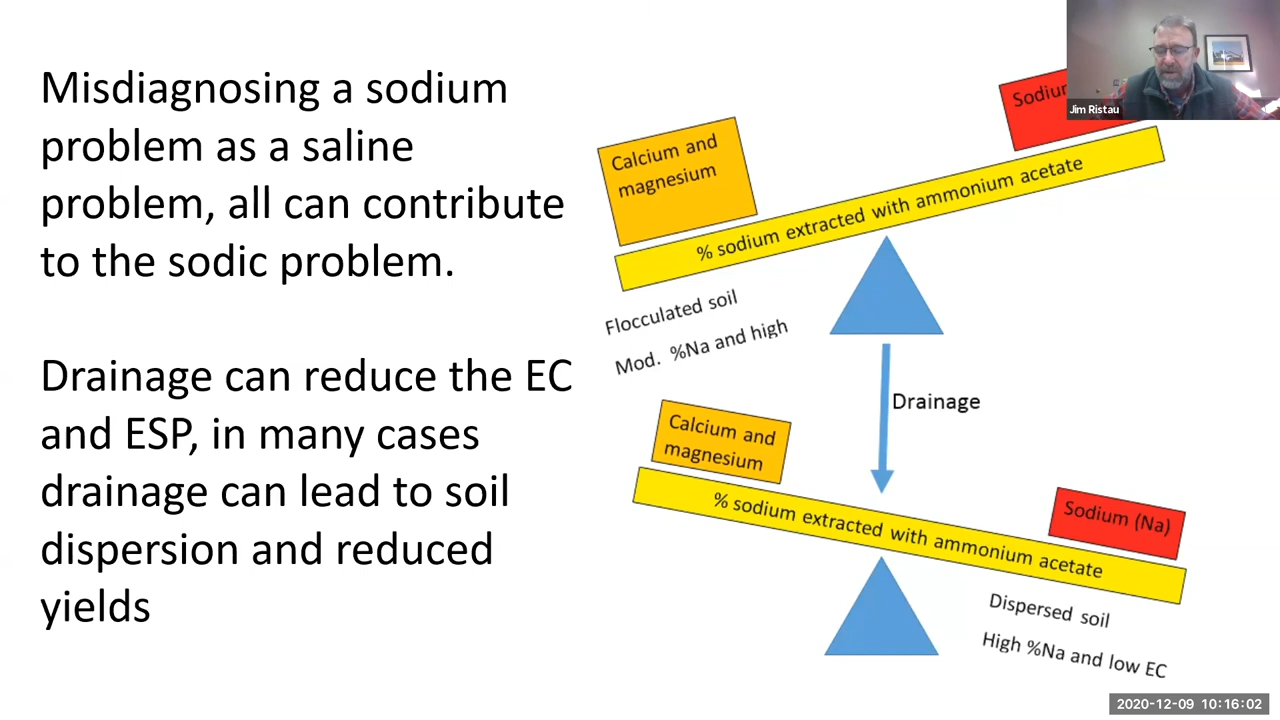 Misdiagnosing a sodium
problem as a saline
problem, all can contribute
to the sodic problem.
Drainage can reduce the EC
and ESP, in many cases
drainage can lead to soil
dispersion and reduced
yields
Calcium and
magnesium
% sodium extracted with ammonium acetate
Flocculated soil
Mod. %Na and high
Jim Ristau
Drainage
Calcium and
magnesium
Sodium (Na)
% sodium extracted with ammonium acetate
Dispersed soil
High %Na and low EC
2020-12-09 10:16:02